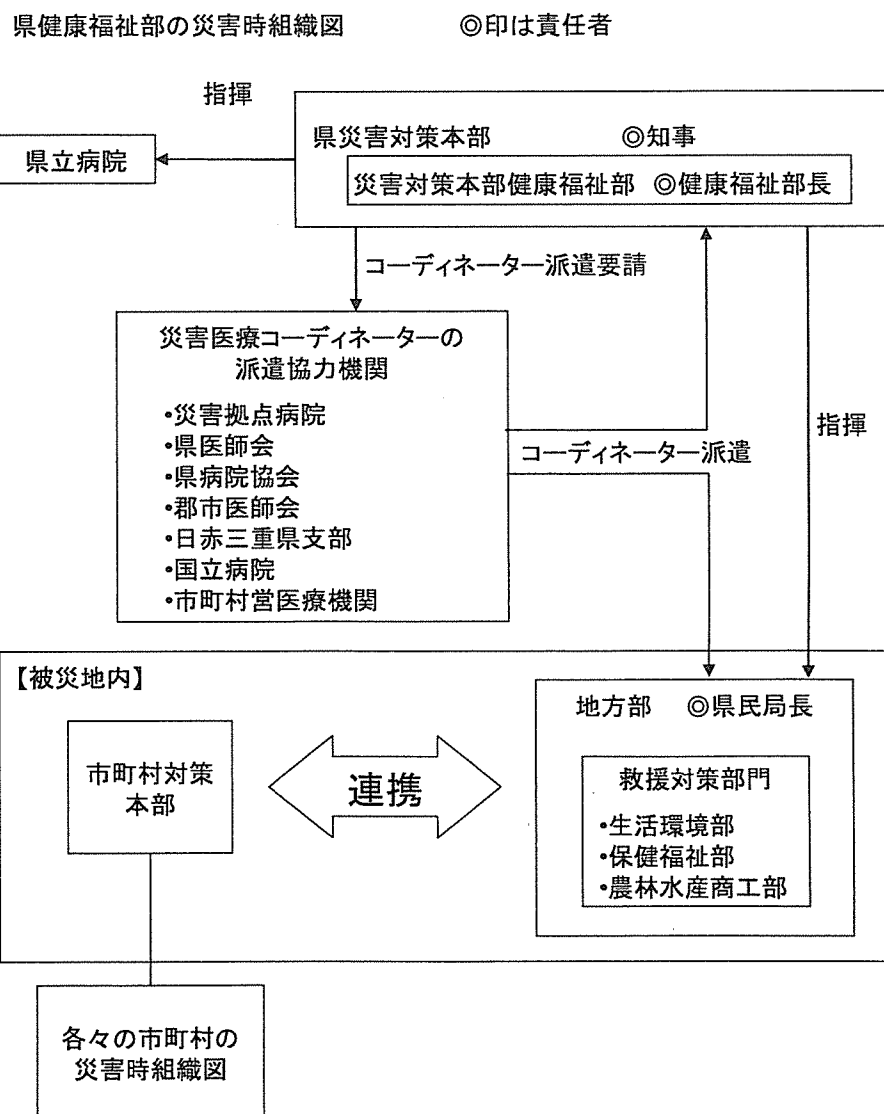 県健康福祉部の災害時組織図 ◎印は責任者
指揮
県災害対策本部 ◎知事
県立病院
災害対策本部健康福祉部 ◎健康福祉部長
コーディネーター派遣要請
災害医療コーディネーターの
派遣協力機関
・災害拠点病院
・県医師会
・県病院協会
・郡市医師会
・日赤三重県支部
・国立病院
・市町村営医療機関
コーディネーター派遣
指揮
【被災地内】
地方部 ◎県民局長
市町村対策
本部
連携
救援対策部門
・生活環境部
・保健福祉部
・農林水産商工部
各々の市町村の
災害時組織図